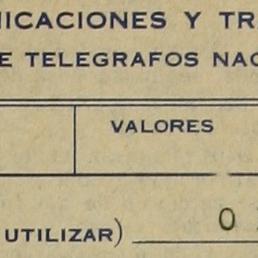 NICACIONES Y TR
E TELEGRAFOS NAC
VALORES
UTILIZAR) 0